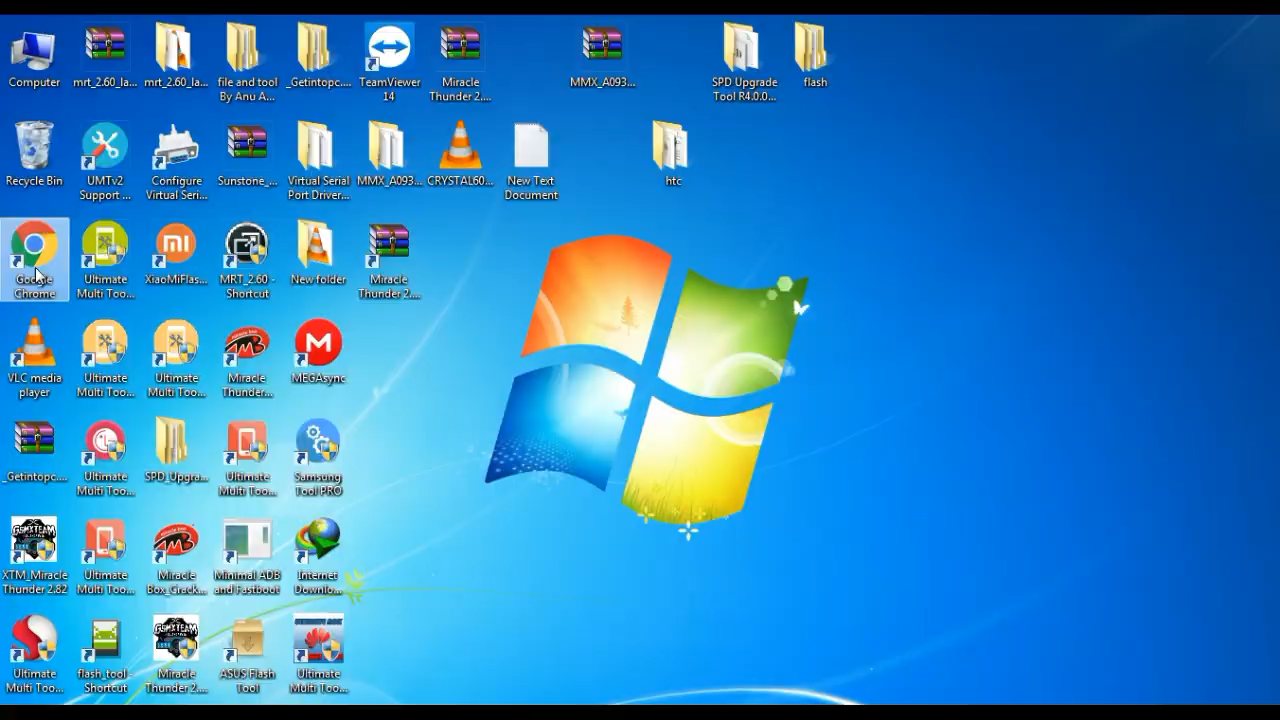 Computer
mrt_2.60_la...
mrt_2.60_la...
file and tool
By Anu A...
_Getintopc....
TeamViewer
14
Miracle
Thunder 2....
MMX_A093...
SPD Upgrade
Tool R4.0.0...
flash
Recycle Bin
UMTv2
Support ...
Configure
Virtual Seri...
Sunstone_...
Virtual Serial
Port Driver...
MMX_A093...
CRYSTAL60...
New Text
Document
htc
Google
Chrome
Ultimate
Multi Too...
XiaoMiFlas...
MRT_2.60 -
Shortcut
New folder
Miracle
Thunder 2....
VLC media
player
Ultimate
Multi Too...
Ultimate
Multi Too...
Miracle
Thunder...
MEGAsync
_Getintopc....
Ultimate
Multi Too...
SPD_Upgra...
Ultimate
Multi Too...
Samsung
Tool PRO
XTM_Miracle
Thunder 2.82
Ultimate
Multi Too...
Miracle
Box_Crack...
Minimal ADB
and Fastboot
Internet
Downlo...
Ultimate
Multi Too...
flash_tool -
Shortcut
Miracle
Thunder 2....
ASUS Flash
Tool
Ultimate
Multi Too...